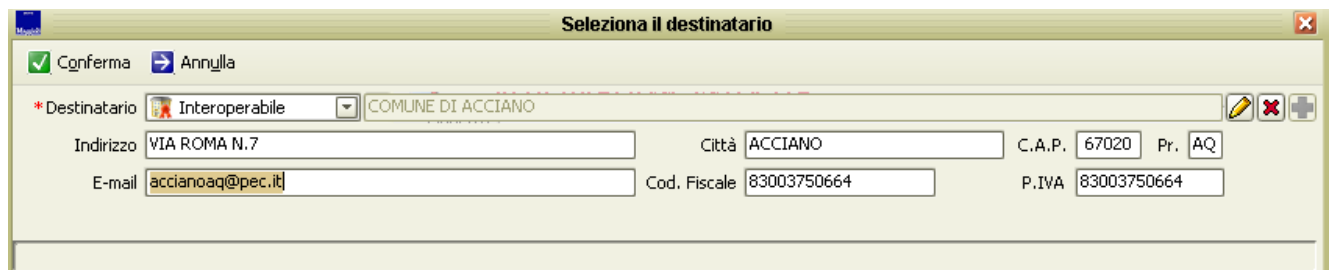 Maggioli
Seleziona il destinatario
Conferma Annulla
*Destinatario Interoperabile COMUNE DI ACCIANO
Indirizzo VIA ROMA N.7 Città ACCIANO C.A.P. 67020 Pr. AQ
E-mail accianoaq@pec.it Cod. Fiscale 83003750664 P.IVA 83003750664